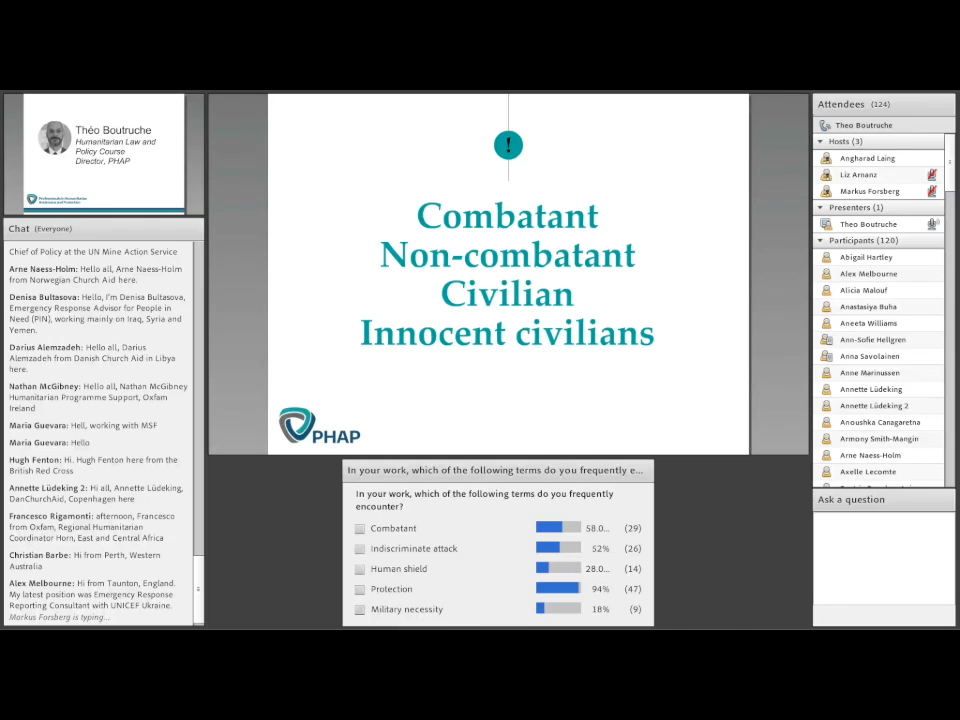 Théo Boutruche
Humanitarian Law and
Policy Course
Director, PHAP
Chat (Everyone)
Chief of Policy at the UN Mine Action Service
Arne Naess-Holm: Hello all, Arne Naess-Holm
from Norwegian Church Aid here.
Denisa Bultasova: Hello, I'm Denisa Bultasova,
Emergency Response Advisor for People in
Need (PIN), working mainly on Iraq, Syria and
Yemen.
Darius Alemzadeh: Hello all, Darius
Alemzadeh from Danish Church Aid in Libya
here.
Nathan McGibney: Hello all, Nathan McGibney
Humanitarian Programme Support, Oxfam
Ireland
Maria Guevara: Hell, working with MSF
Maria Guevara: Hello
Hugh Fenton: Hi. Hugh Fenton here from the
British Red Cross
Annette Lüdeking 2: Hi all, Annette Lüdeking,
DanChurchAid, Copenhagen here
Francesco Rigamonti: afternoon, Francesco
from Oxfam, Regional Humanitarian
Coordinator Horn, East and Central Africa
Christian Barbe: Hi from Perth, Western
Australia
Alex Melbourne: Hi from Taunton, England.
My latest position was Emergency Response
Reporting Consultant with UNICEF Ukraine.
Markus Forsberg is typing...
!
Combatant
Non-combatant
Civilian
Innocent civilians
PHAP
In your work, which of the following terms do you frequently e...
In your work, which of the following terms do you frequently
encounter?
Combatant 58.0... (29)
Indiscriminate attack 52% (26)
Human shield 28.0... (14)
Protection 94% (47)
Military necessity 18% (9)
Attendees (124)
Theo Boutruche
Hosts (3)
Angharad Laing
Liz Arnanz
Markus Forsberg
Presenters (1)
Theo Boutruche
Participants (120)
Abigail Hartley
Alex Melbourne
Alicia Malouf
Anastasiya Buha
Aneeta Williams
Ann-Sofie Hellgren
Anna Savolainen
Anne Marinussen
Annette Lüdeking
Annette Lüdeking 2
Anoushka Canagaretna
Armony Smith-Mangin
Arne Naess-Holm
Axelle Lecomte
Ask a question